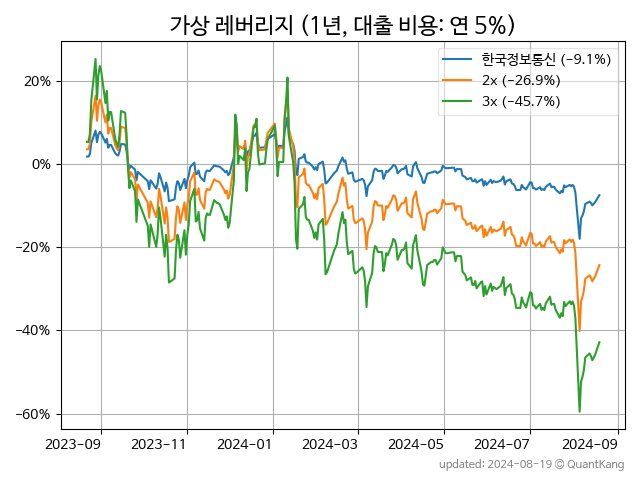 가상 레버리지 (1년, 대출 비용: 연 5%)
한국정보통신 (−9.1%)
2x (−26.9%)
3x (−45.7%)
20%
0%
−20%
−40%
−60%
2023-09 2023-11 2024-01 2024-03 2024-05 2024-07 2024-09
updated: 2024-08-19 © QuantKang